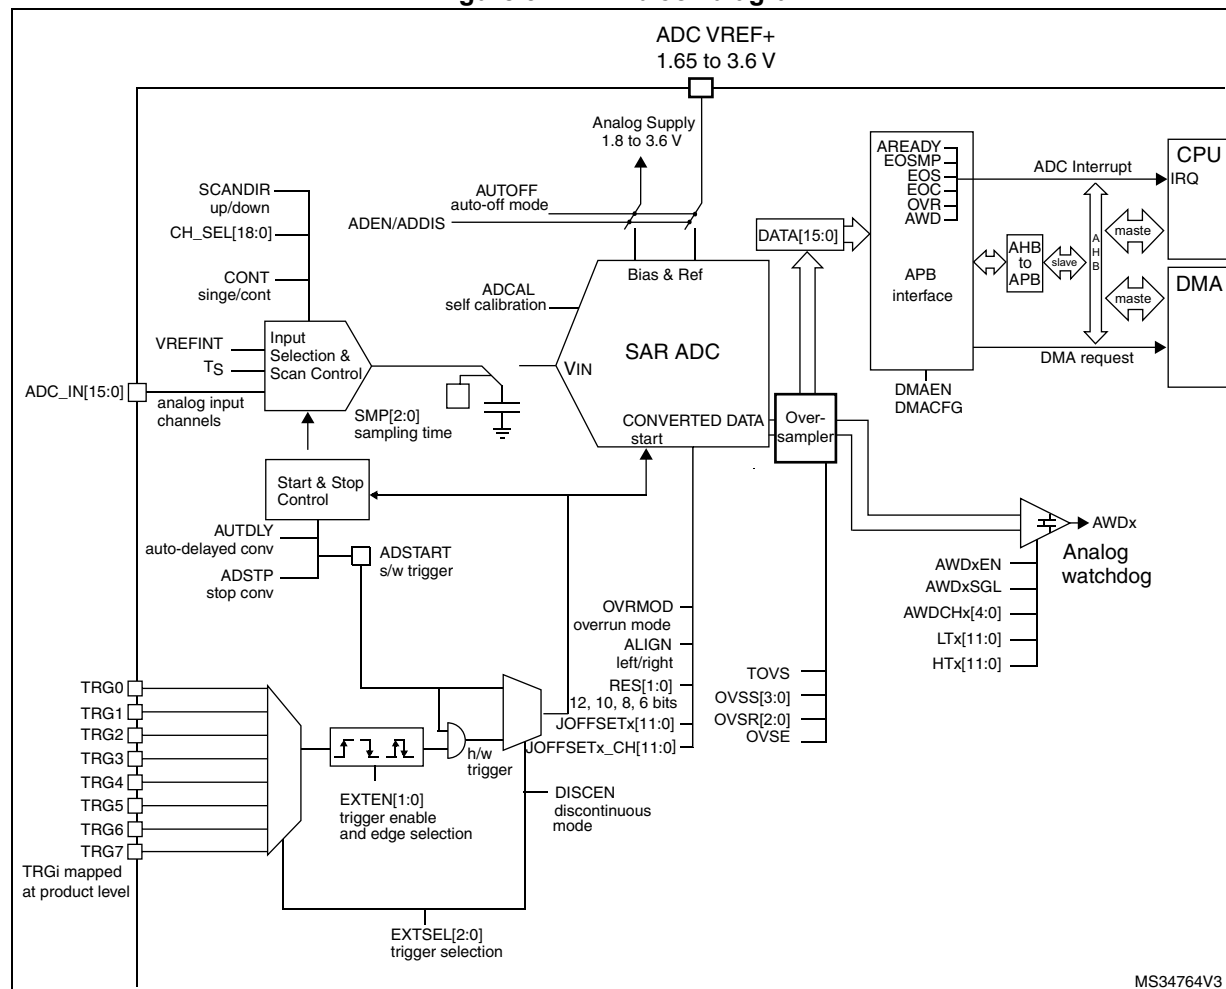 ADC VREF+
1.65 to 3.6 V
Analog Supply
1.8 to 3.6 V
SCANDIR
up/down
CH_SEL[18:0]
CONT
singe/cont
AUTOFF
auto-off mode
ADEN/ADDIS
AREADY
EOSMP
EOS
EOC
OVR
AWD
ADC Interrupt
CPU
IRQ
DATA[15:0]
APB
interface
AHB
to
APB
slave
A
H
B
maste
maste
DMA
DMA request
DMAEN
DMACFG
Bias & Ref
ADCAL
self calibration
SAR ADC
VIN
CONVERTED DATA
start
Over-
sampler
VREFINT
TS
Input
Selection &
Scan Control
ADC_IN[15:0]
analog input
channels
SMP[2:0]
sampling time
Start & Stop
Control
AUTDLY
auto-delayed conv
ADSTP
stop conv
ADSTART
s/w trigger
AWDx
Analog
watchdog
AWDxEN
AWDxSGL
AWDCHx[4:0]
LTx[11:0]
HTx[11:0]
OVRMOD
overrun mode
ALIGN
left/right
RES[1:0]
12, 10, 8, 6 bits
JOFFSETx[11:0]
JOFFSETx_CH[11:0]
TOVS
OVSS[3:0]
OVSR[2:0]
OVSE
TRG0
TRG1
TRG2
TRG3
TRG4
TRG5
TRG6
TRG7
TRGi mapped
at product level
h/w
trigger
EXTEN[1:0]
trigger enable
and edge selection
DISCEN
discontinuous
mode
EXTSEL[2:0]
trigger selection
MS34764V3